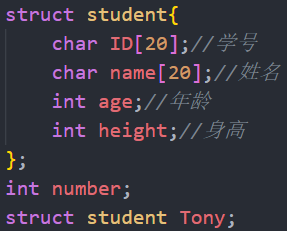 struct student{
    char ID[20];//学号
    char name[20];//姓名
    int age;//年龄
    int height;//身高
};
int number;
struct student Tony;